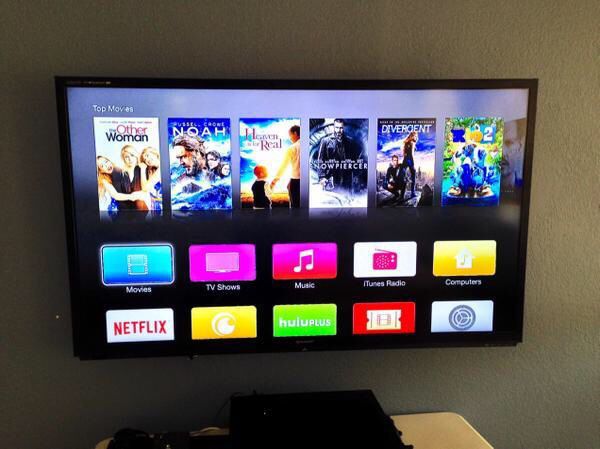 Top Movies
The Other
Woman
RUSSELL CROWE
NOAH
Heaven
is for Real
SNOWPIERCER
DIVERGENT
2
Movies
TV Shows
Music
iTunes Radio
Computers
NETFLIX
huluPLUS